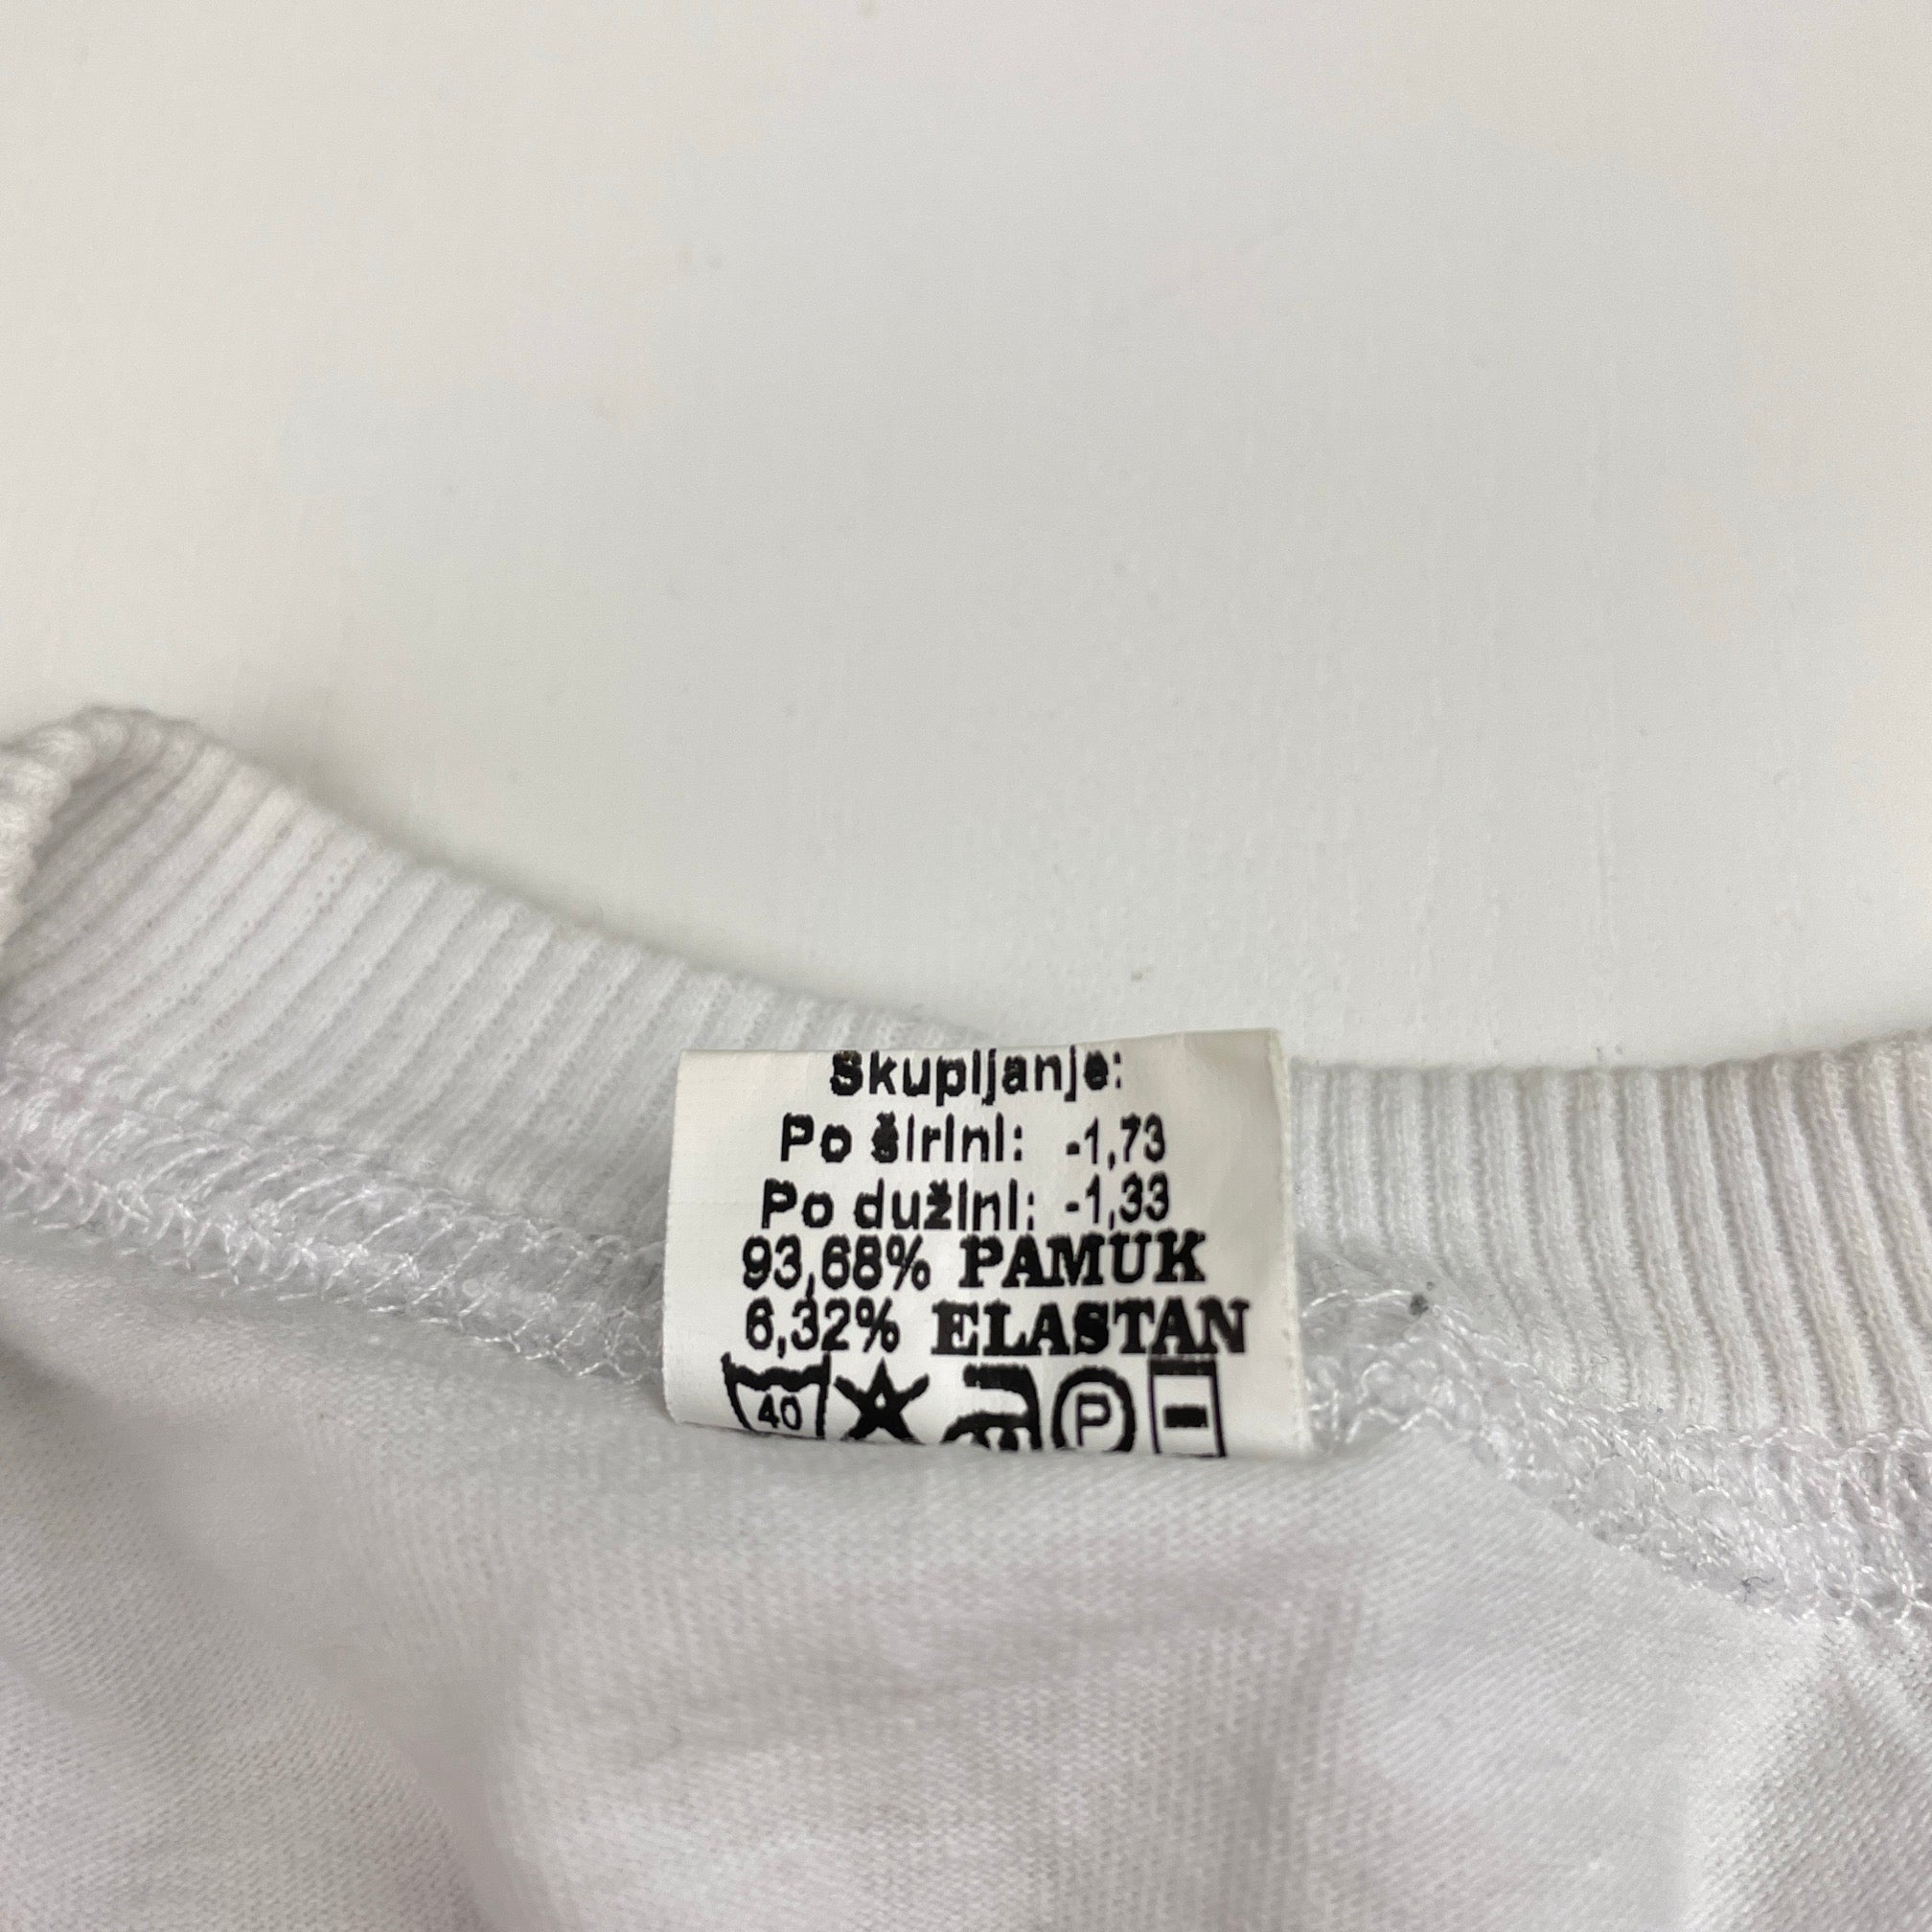 Skupljanje:
Po širini: -1,73
Po dužini: -1,33
93,68% PAMUK
6,32% ELASTAN
40 P